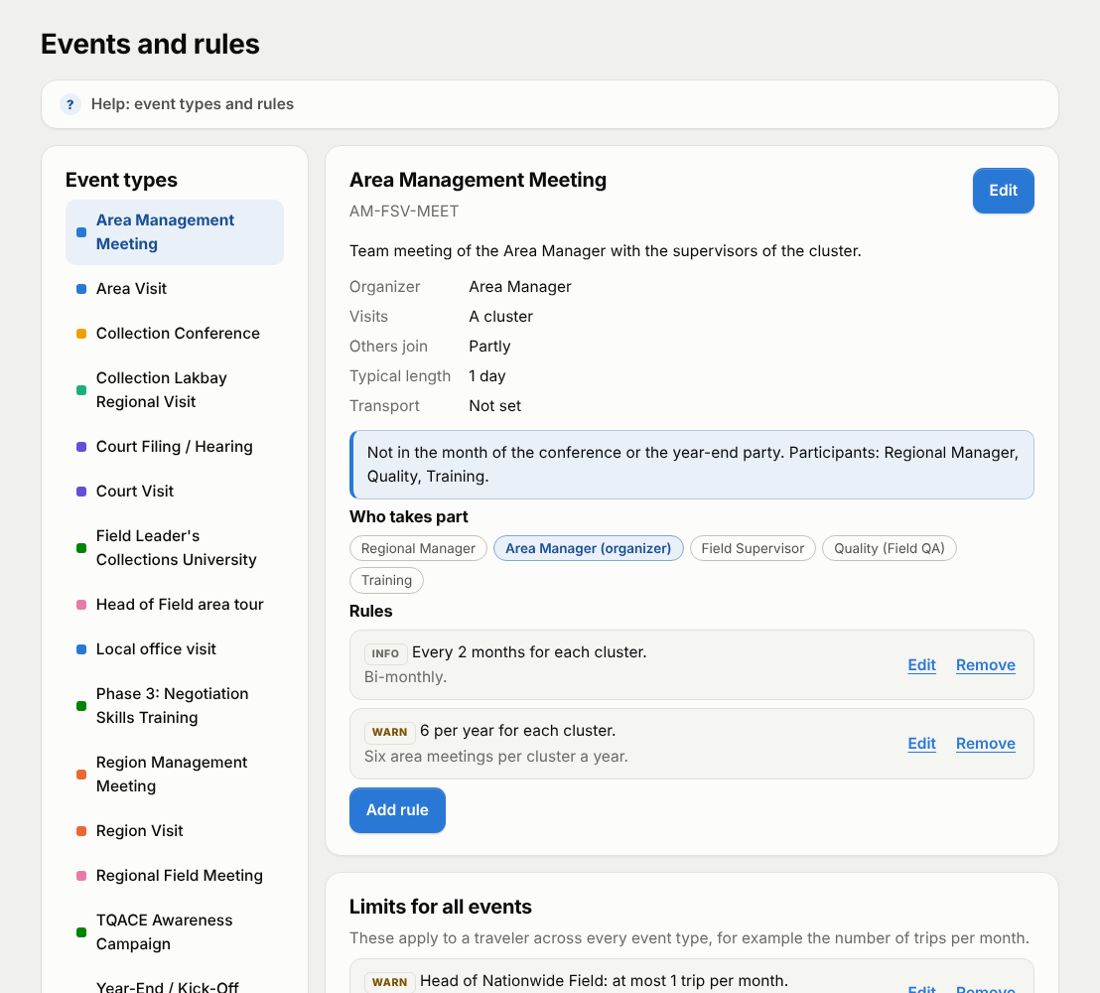 Events and rules
? Help: event types and rules
Event types
Area Management
Meeting
Area Visit
Collection Conference
Collection Lakbay
Regional Visit
Court Filing / Hearing
Court Visit
Field Leader's
Collections University
Head of Field area tour
Local office visit
Phase 3: Negotiation
Skills Training
Region Management
Meeting
Region Visit
Regional Field Meeting
TQACE Awareness
Campaign
Year-End / Kick-Off
Area Management Meeting
Edit
AM-FSV-MEET
Team meeting of the Area Manager with the supervisors of the cluster.
Organizer Area Manager
Visits A cluster
Others join Partly
Typical length 1 day
Transport Not set
Not in the month of the conference or the year-end party. Participants: Regional Manager,
Quality, Training.
Who takes part
Regional Manager Area Manager (organizer) Field Supervisor Quality (Field QA)
Training
Rules
INFO Every 2 months for each cluster.
Bi-monthly.
Edit Remove
WARN 6 per year for each cluster.
Six area meetings per cluster a year.
Edit Remove
Add rule
Limits for all events
These apply to a traveler across every event type, for example the number of trips per month.
WARN Head of Nationwide Field: at most 1 trip per month.
Edit Remove